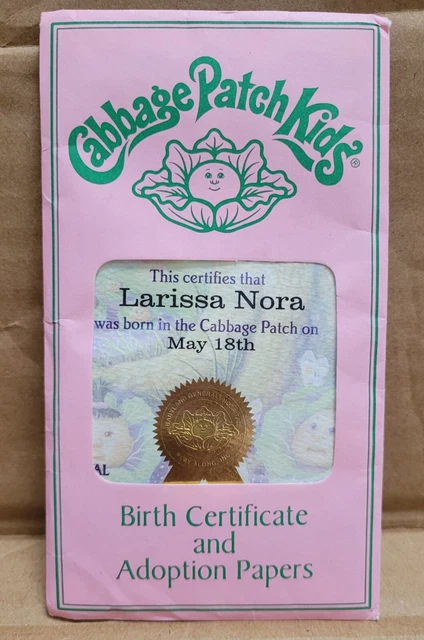 Cabbage Patch Kids®
This certifies that
Larissa Nora
was born in the Cabbage Patch on
May 18th
AL
Birth Certificate
and
Adoption Papers